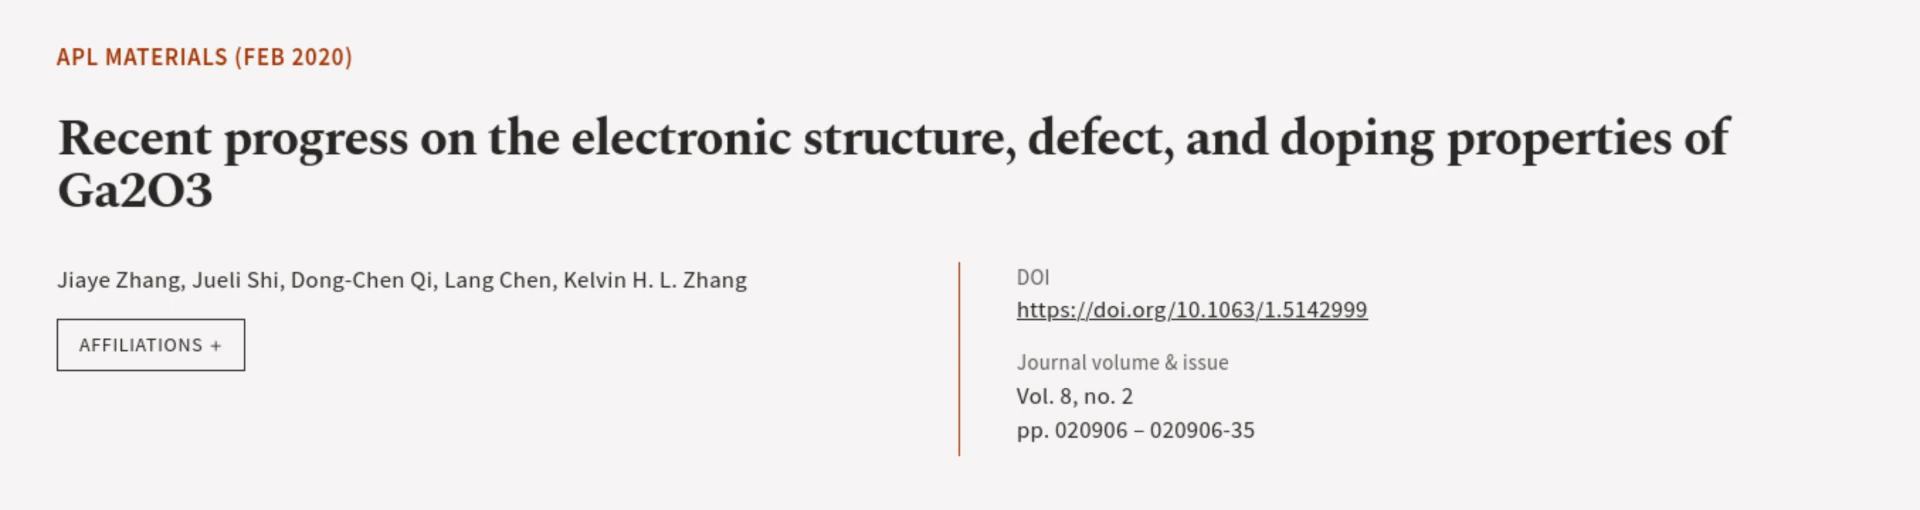 APL MATERIALS (FEB 2020)
Recent progress on the electronic structure, defect, and doping properties of
Ga2O3
Jiaye Zhang, Jueli Shi, Dong-Chen Qi, Lang Chen, Kelvin H. L. Zhang
AFFILIATIONS +
DOI
https://doi.org/10.1063/1.5142999
Journal volume & issue
Vol. 8, no. 2
pp. 020906 – 020906-35